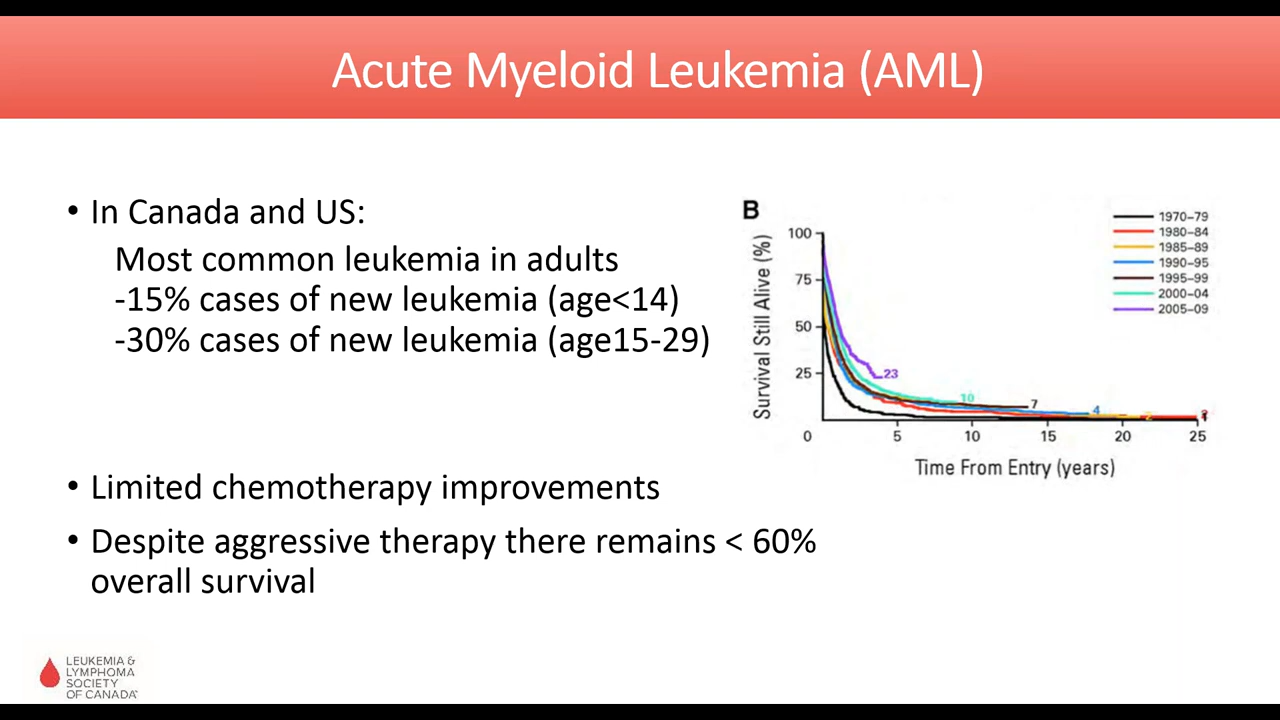 Acute Myeloid Leukemia (AML)
• In Canada and US:
Most common leukemia in adults
-15% cases of new leukemia (age<14)
-30% cases of new leukemia (age15-29)
• Limited chemotherapy improvements
• Despite aggressive therapy there remains < 60%
overall survival
B
1970–79
1980–84
1985–89
1990–95
1995–99
2000–04
2005–09
Survival Still Alive (%)
100
75
50
25
0
23
10
7
4
2
5
10
15
20
25
Time From Entry (years)
LEUKEMIA &
LYMPHOMA
SOCIETY
OF CANADA